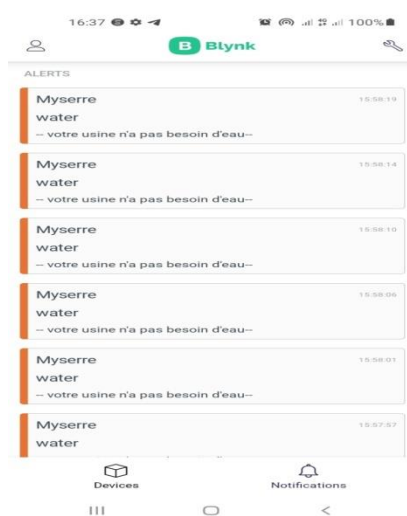 16:37
100%
B Blynk
ALERTS
Myserre
15:58:19
water
-- votre usine n'a pas besoin d'eau--
Myserre
15:58:14
water
-- votre usine n'a pas besoin d'eau--
Myserre
15:58:10
water
-- votre usine n'a pas besoin d'eau--
Myserre
15:58:06
water
-- votre usine n'a pas besoin d'eau--
Myserre
15:58:01
water
-- votre usine n'a pas besoin d'eau--
Myserre
15:57:57
water
Devices
Notifications